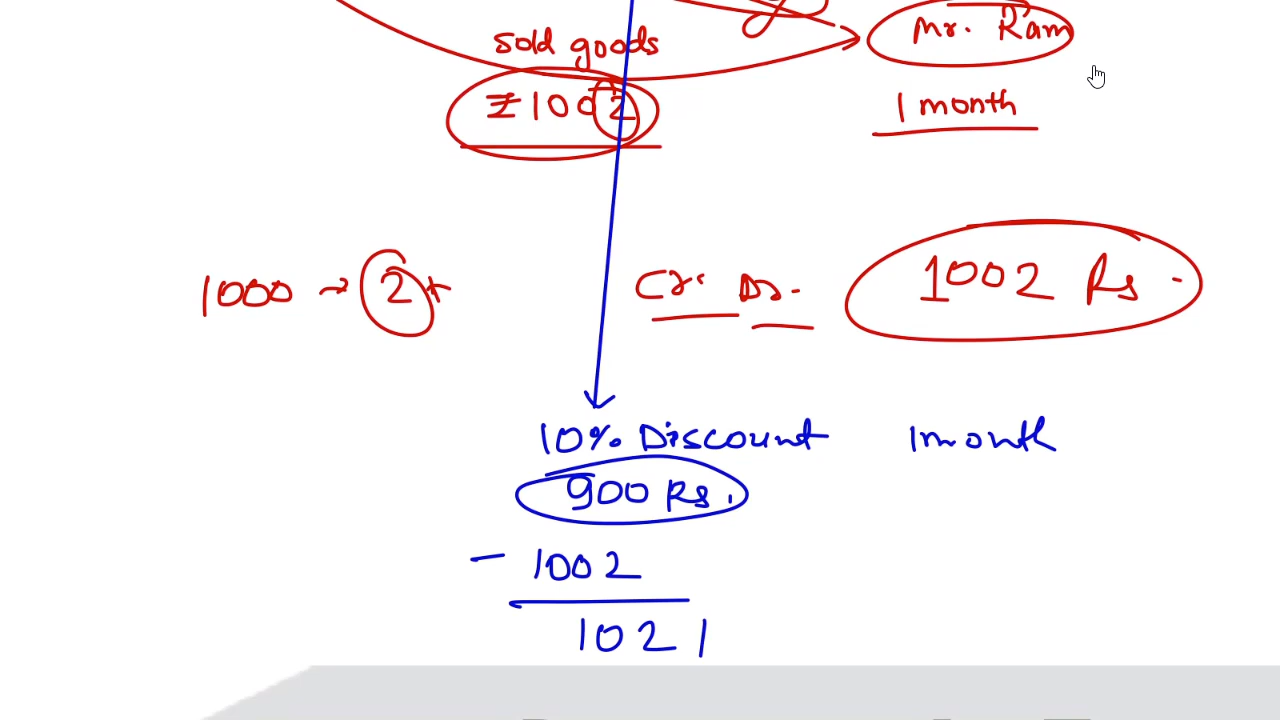 Mr. Ram
sold goods
₹1002
1 month
1000 → 2
Cr. Dr. 1002 Rs.
10% Discount 1month
900 Rs.
- 1002
102